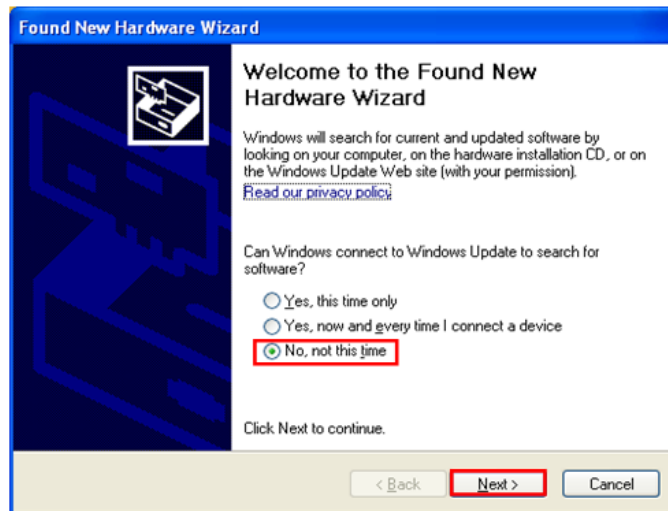 Found New Hardware Wizard
Welcome to the Found New
Hardware Wizard
Windows will search for current and updated software by
looking on your computer, on the hardware installation CD, or on
the Windows Update Web site (with your permission).
Read our privacy policy
Can Windows connect to Windows Update to search for
software?
Yes, this time only
Yes, now and every time I connect a device
No, not this time
Click Next to continue.
< Back Next > Cancel